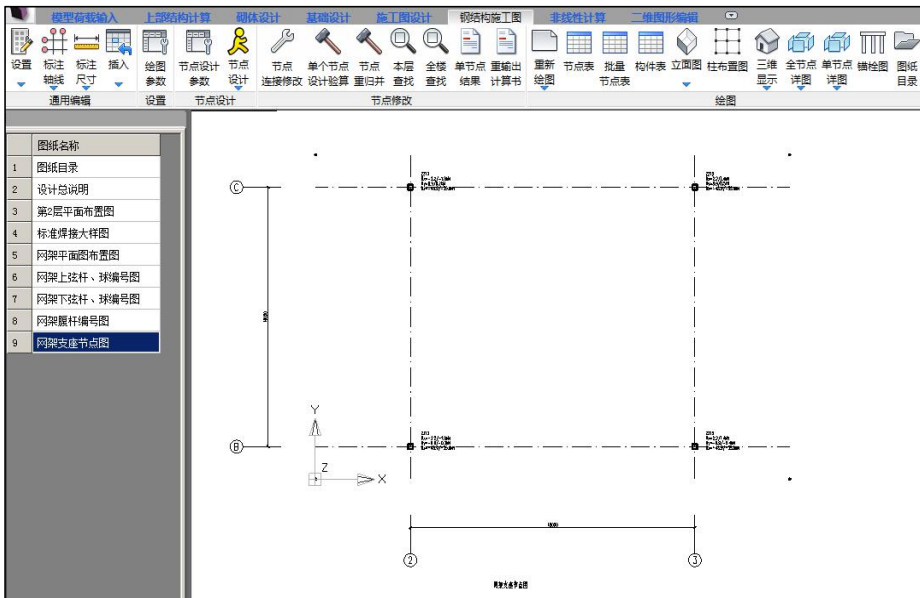 模型荷载输入 上部结构计算 砌体设计 基础设计 施工图设计 钢结构施工图 非线性计算 二维图形编辑
设置 标注轴线 标注尺寸 插入 绘图参数 节点设计参数 节点设计 节点连接修改 单个节点设计验算 节点重归并 本层查找 全楼查找 单节点结果 重输出计算书 重新绘图 节点表 批量节点表 构件表 立面图 柱布置图 三维显示 全节点详图 单节点详图 锚栓图 图纸目录
通用编辑 设置 节点设计 节点修改 绘图
图纸名称
1 图纸目录
2 设计总说明
3 第2层平面布置图
4 标准焊接大样图
5 网架平面图布置图
6 网架上弦杆、球编号图
7 网架下弦杆、球编号图
8 网架腹杆编号图
9 网架支座节点图
C
B
Y
Z
X
2 3
网架支座节点图